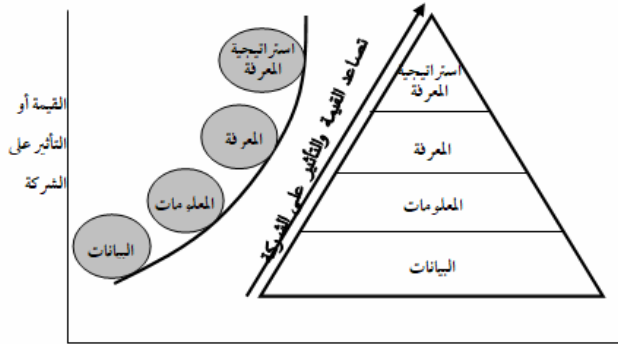 استراتيجية
المعرفة
المعرفة
المعلومات
البيانات
القيمة أو
التأثير على
الشركة
تصاعد القيمة والتأثير على الشركة
استراتيجية
المعرفة
المعرفة
المعلومات
البيانات